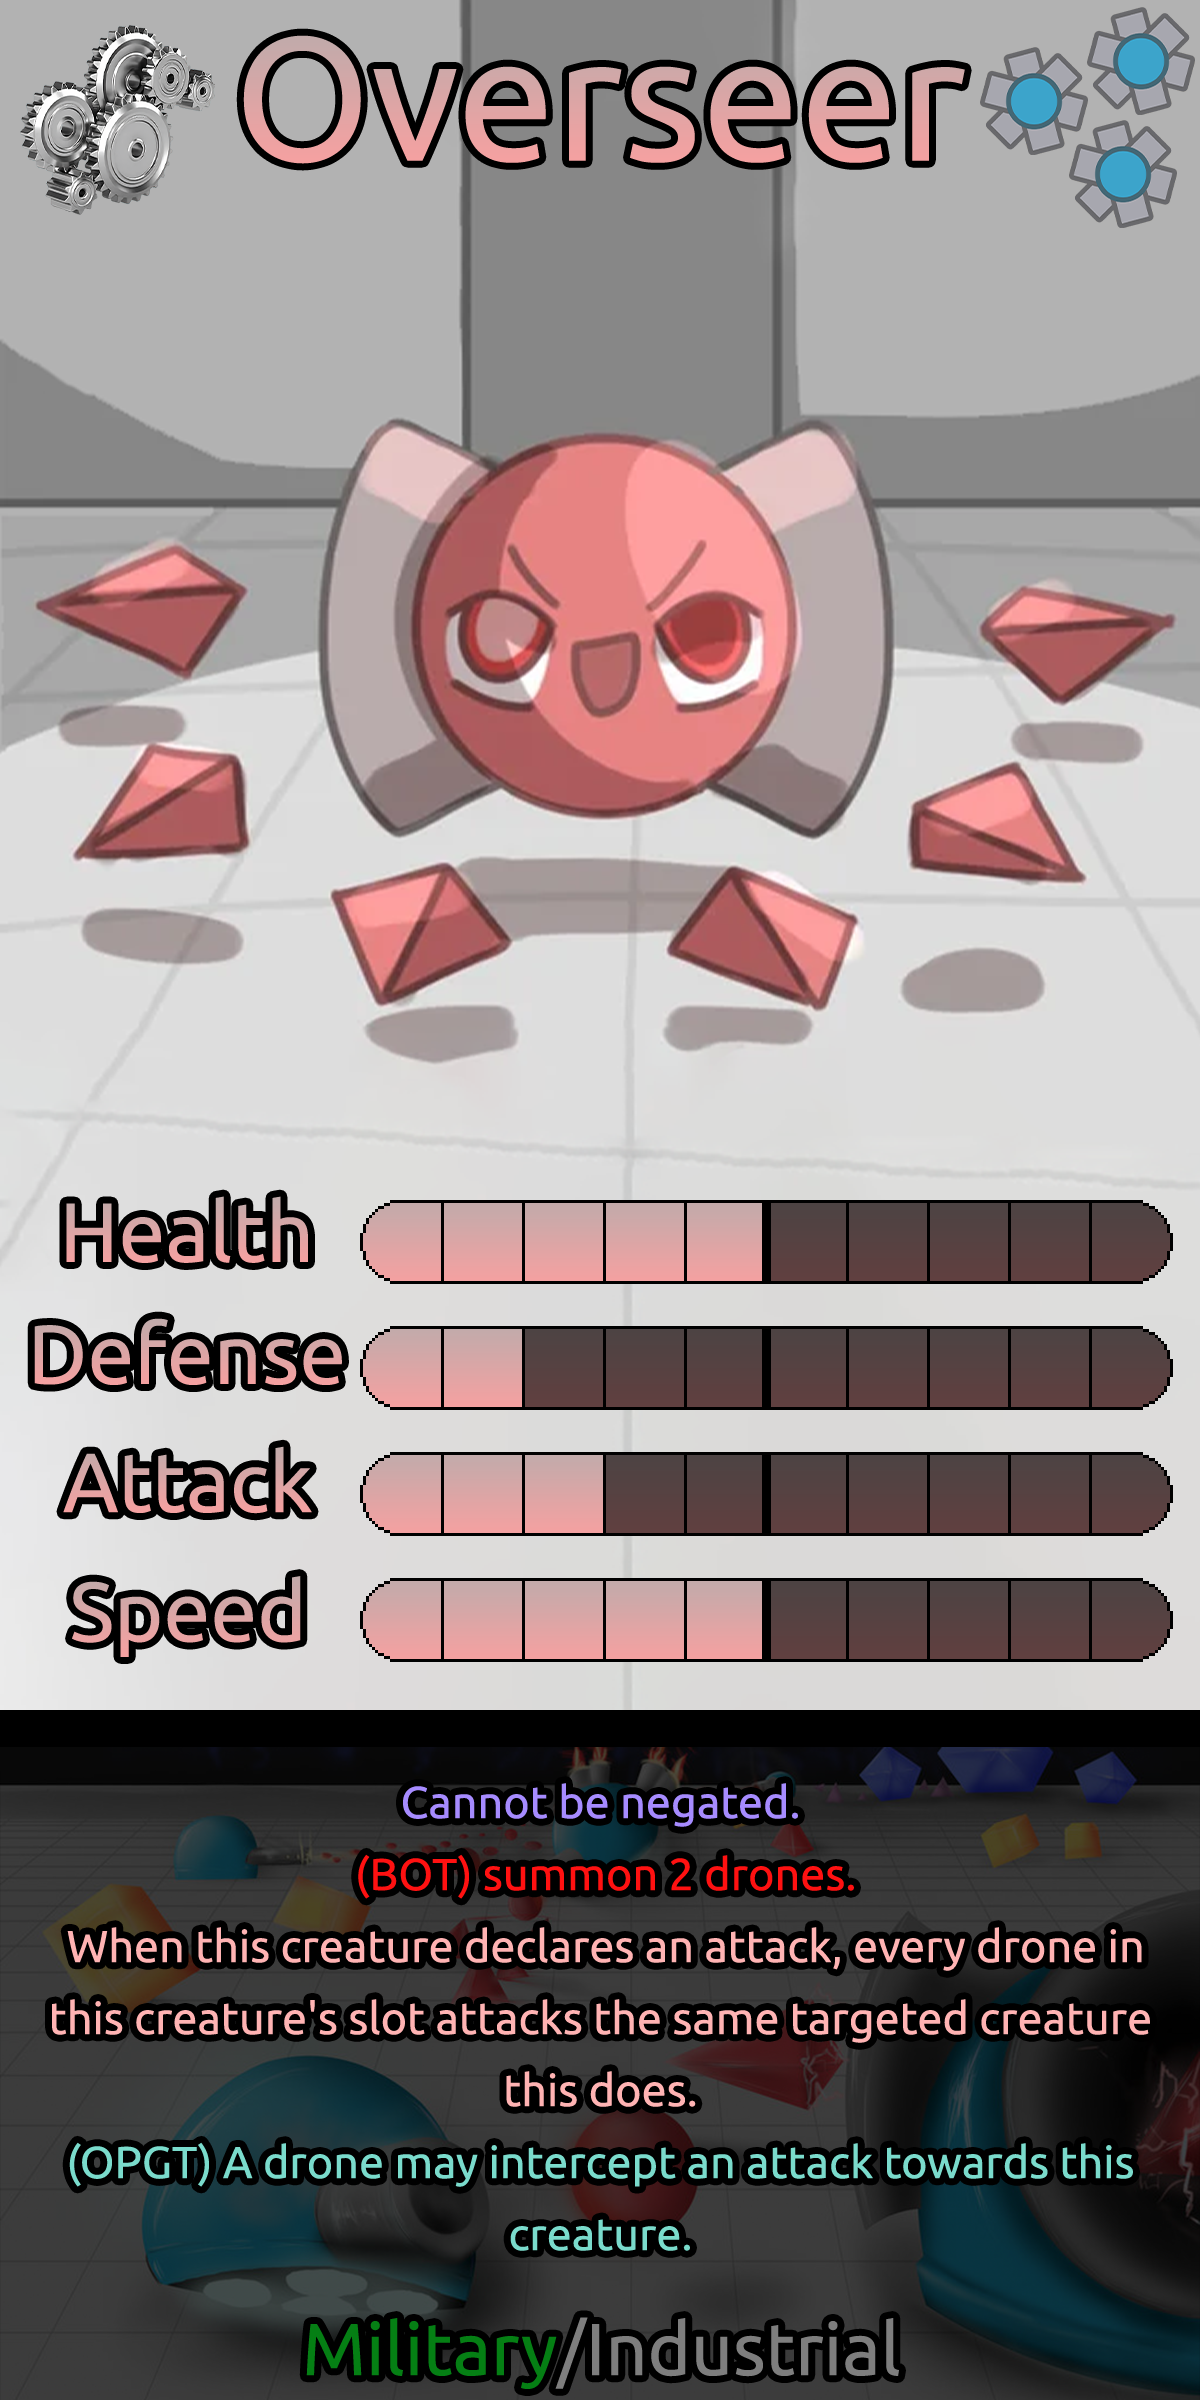 Overseer
Health
Defense
Attack
Speed
Cannot be negated.
(BOT) summon 2 drones.
When this creature declares an attack, every drone in
this creature's slot attacks the same targeted creature
this does.
(OPGT) A drone may intercept an attack towards this
creature.
Military/Industrial